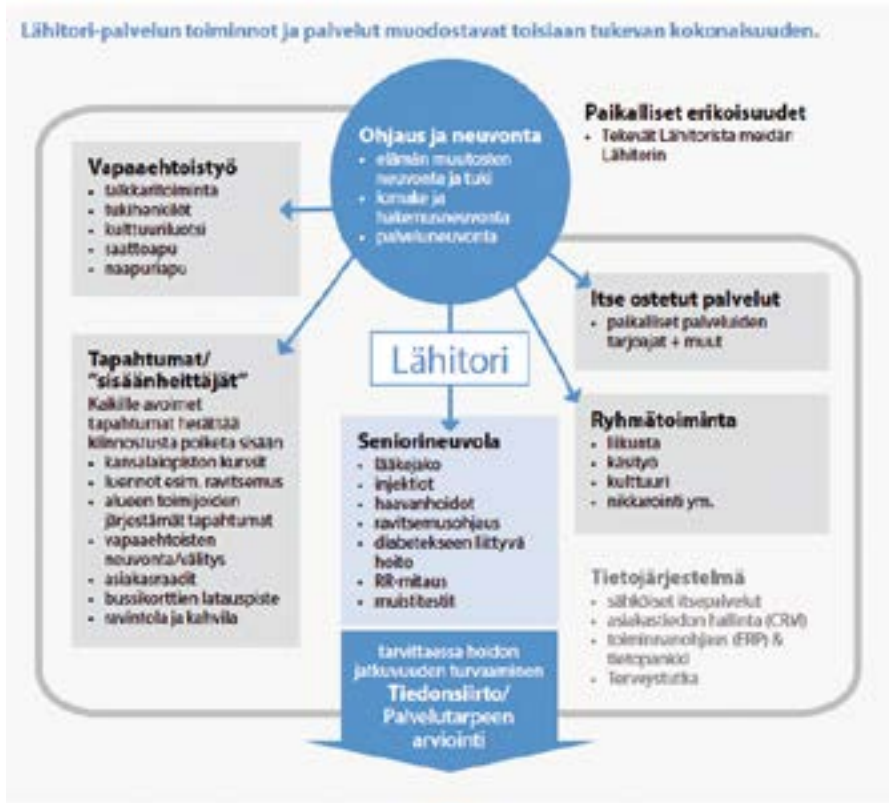 Lähitori-palvelun toiminnot ja palvelut muodostavat toisiaan tukevan kokonaisuuden.
Ohjaus ja neuvonta
• elämän muutosten
neuvonta ja tuki
• lomake ja
hakemusneuvonta
• palveluneuvonta
Paikalliset erikoisuudet
• Tekevät Lähitorista meidän
Lähitorin
Vapaaehtoistyö
• talkkaritoiminta
• tukihenkilöt
• kulttuuriluotsi
• saattoapu
• naapuriapu
Itse ostetut palvelut
• paikalliset palveluiden
tarjoajat + muut
Lähitori
Tapahtumat/
"sisäänheittäjät"
Kaikille avoimet
tapahtumat herättää
kiinnostusta poiketa sisään
• kansalaiopiston kurssit
• luennot esim. ravitsemus
• alueen toimijoiden
järjestämät tapahtumat
• vapaaehtoisten
neuvonta/välitys
• asiakasraadit
• bussikorttien latauspiste
• ravintola ja kahvila
Seniorineuvola
• lääkejako
• injektiot
• haavanhoidot
• ravitsemusohjaus
• diabetekseen liittyvä
hoito
• RR-mitaus
• muistitestit
Ryhmätoiminta
• liikunta
• käsityö
• kulttuuri
• nikkarointi ym.
Tietojärjestelmä
• sähköiset itsepalvelut
• asiakastiedon hallinta (CRM)
• toiminnanohjaus (ERP) &
tietopankki
• Terveystutka
tarvittaessa hoidon
jatkuvuuden turvaaminen
Tiedonsiirto/
Palvelutarpeen
arviointi